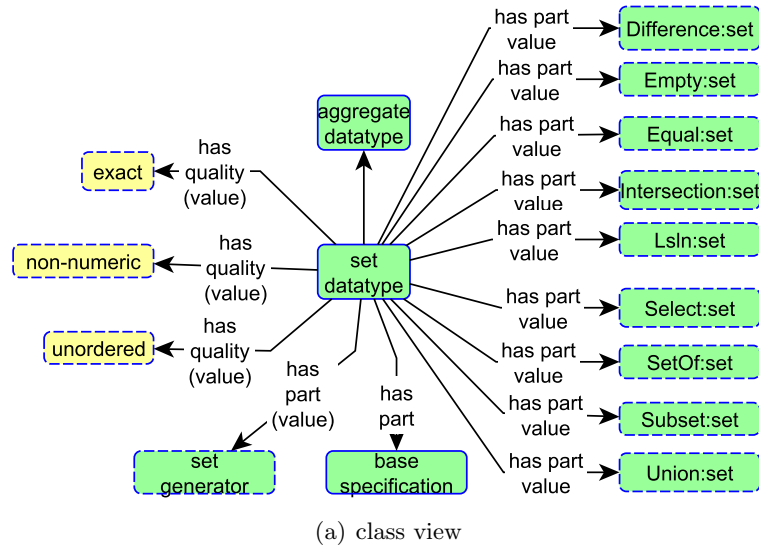 has part
value
Difference:set
has part
value
Empty:set
aggregate
datatype
has part
value
Equal:set
has
quality
(value)
exact
has part
value
Intersection:set
has part
value
LsIn:set
has
quality
(value)
non-numeric
set
datatype
has part
value
Select:set
has
quality
(value)
unordered
has part
value
SetOf:set
has
part
(value)
has
part
has part
value
Subset:set
set
generator
base
specification
has part
value
Union:set
(a) class view